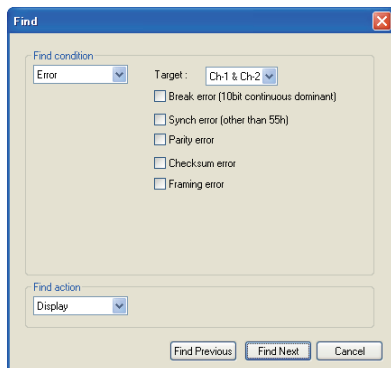 Find
Find condition
Error
Target :
Ch-1 & Ch-2
Break error (10bit continuous dominant)
Synch error (other than 55h)
Parity error
Checksum error
Framing error
Find action
Display
Find Previous
Find Next
Cancel